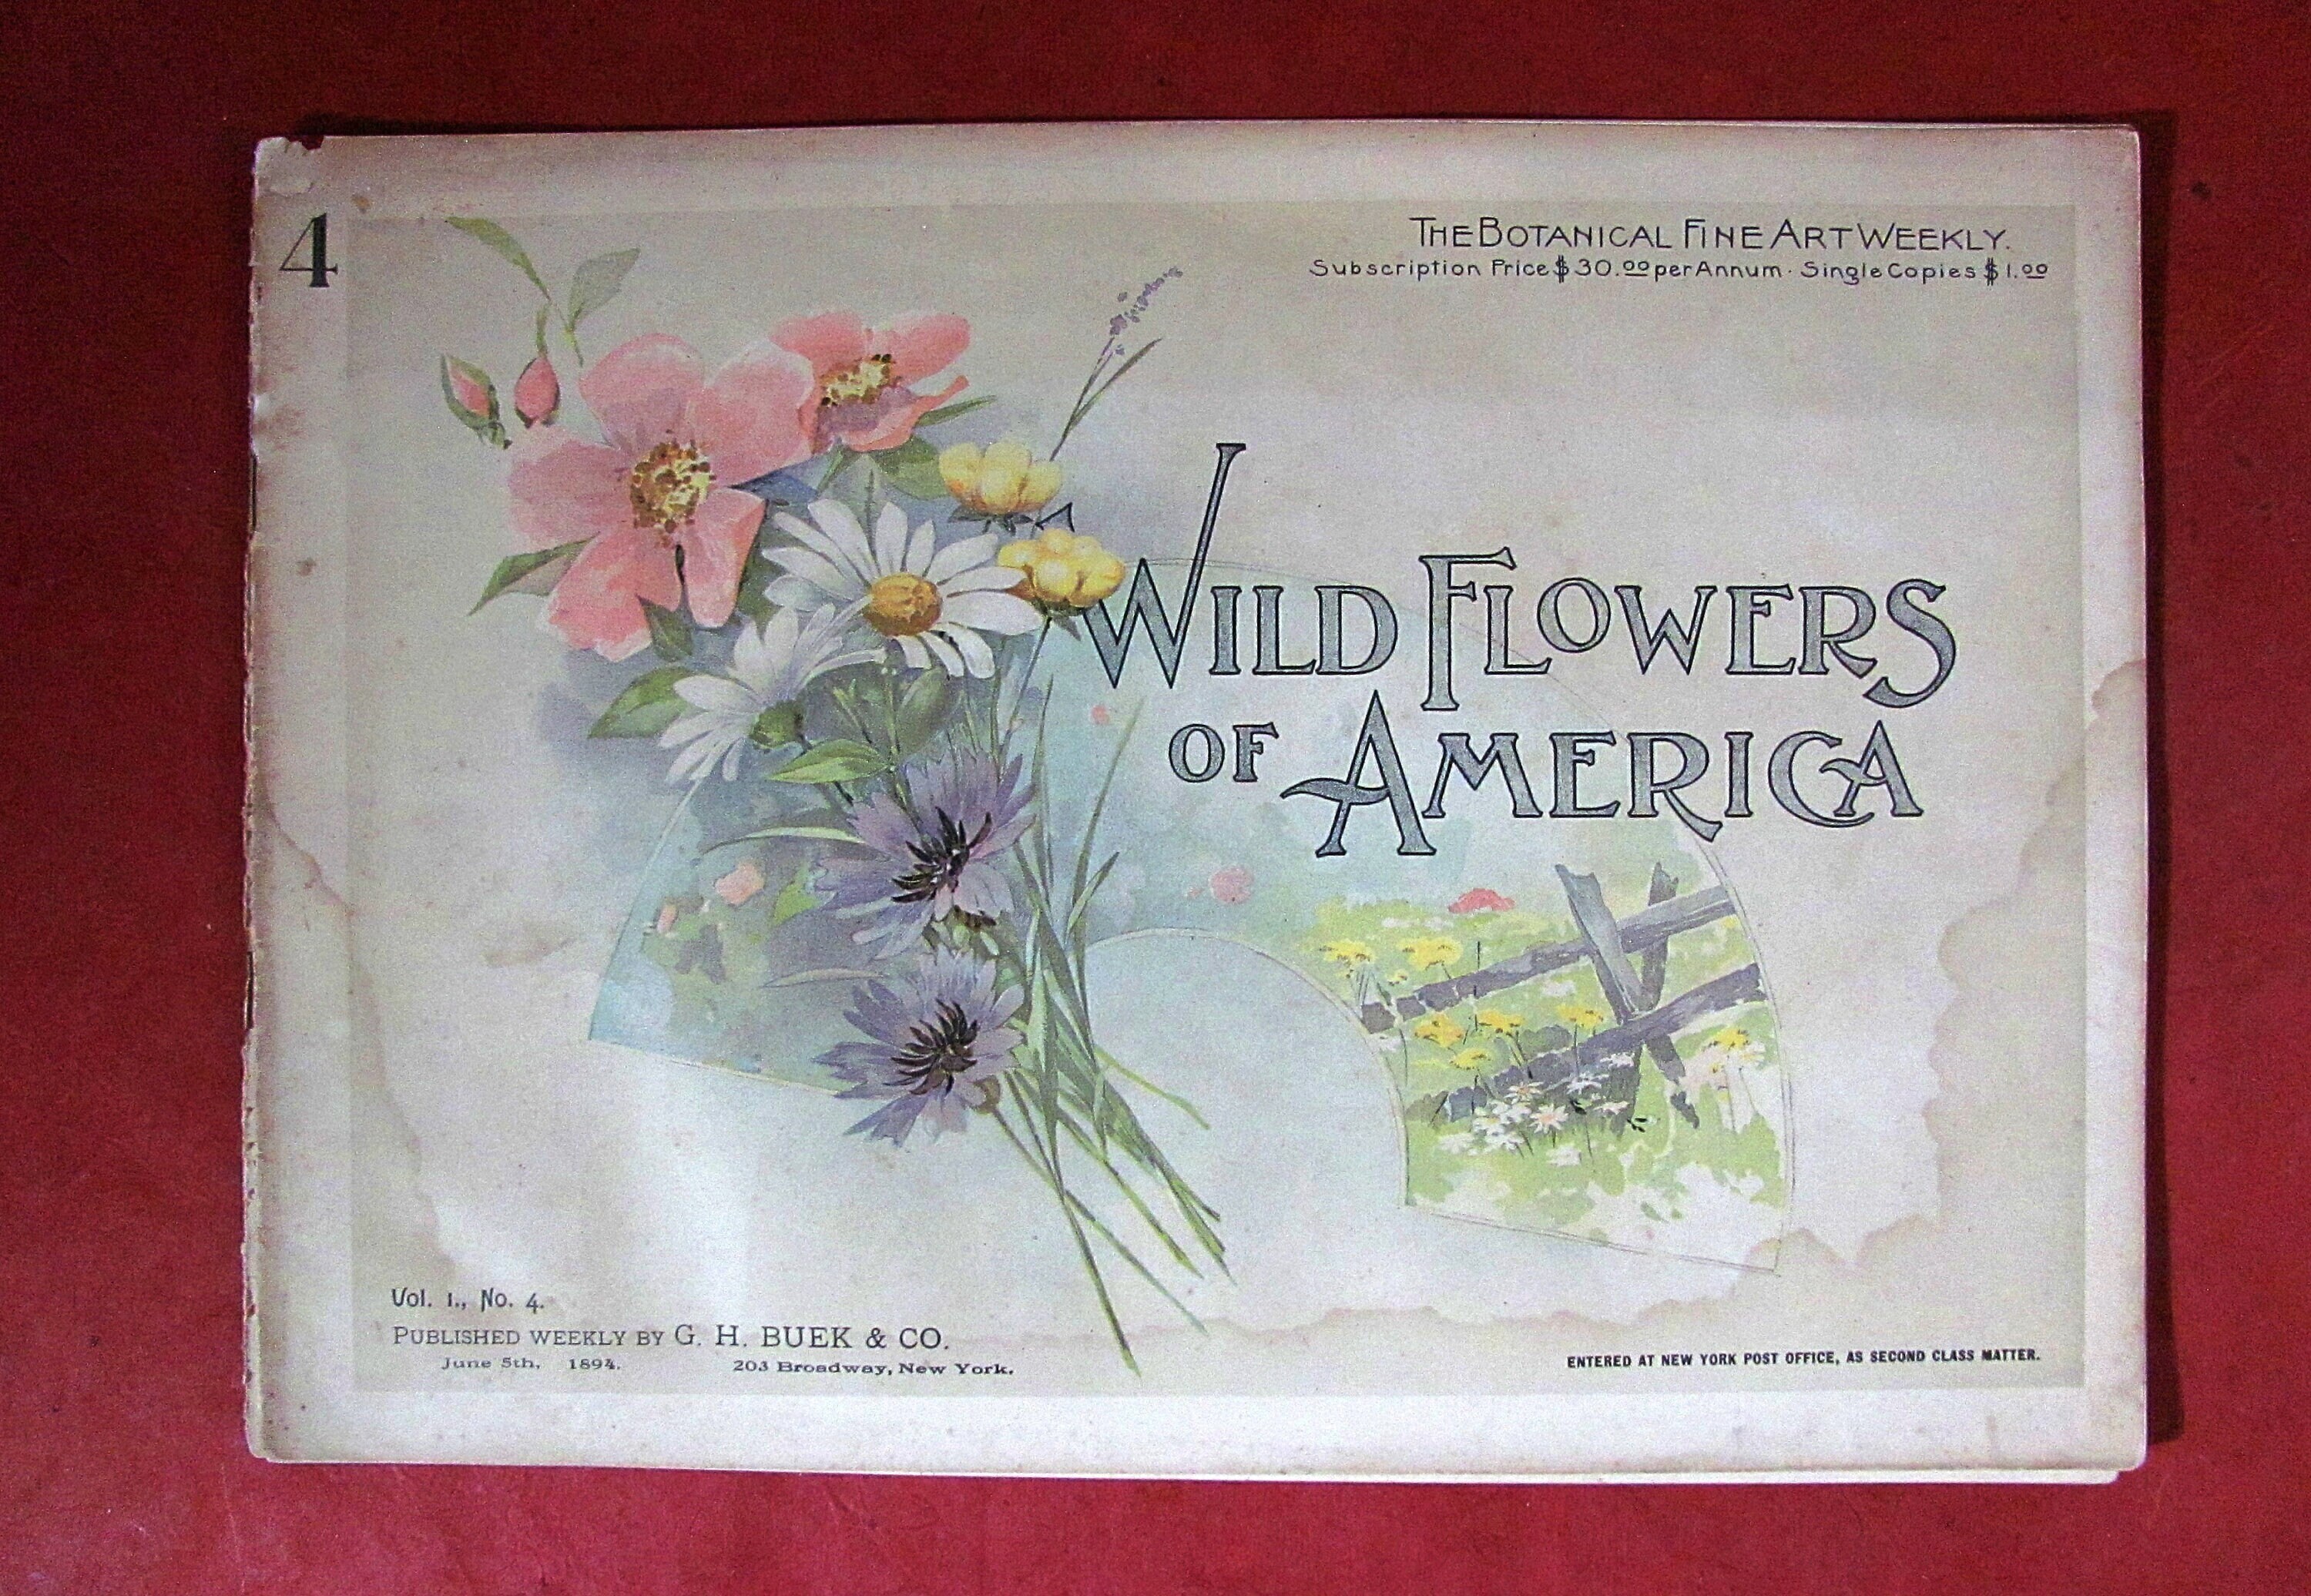 4
THE BOTANICAL FINE ART WEEKLY.
Subscription Price $30.00 per Annum · Single Copies $1.00
WILD FLOWERS
OF AMERICA
Vol. 1., No. 4.
PUBLISHED WEEKLY BY G. H. BUEK & CO.
June 5th, 1894. 203 Broadway, New York.
ENTERED AT NEW YORK POST OFFICE, AS SECOND CLASS MATTER.